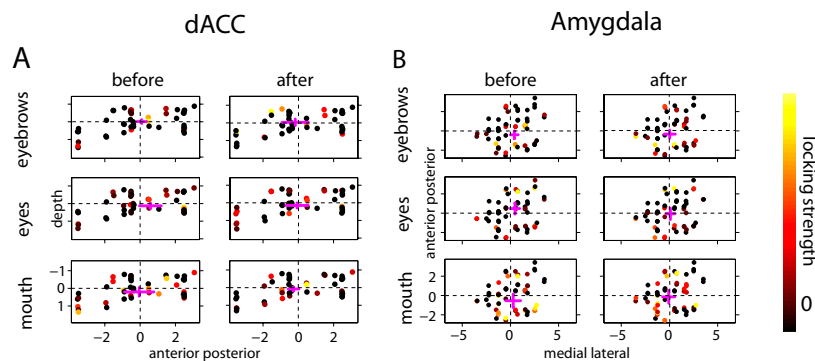 dACC
Amygdala
A
before
after
B
before
after
eyebrows
eyebrows
eyes
depth
eyes
anterior posterior
mouth
−1
0
1
mouth
2
0
−2
−2
0
2
−2
0
2
anterior posterior
−5
0
5
−5
0
5
medial lateral
locking strength
0